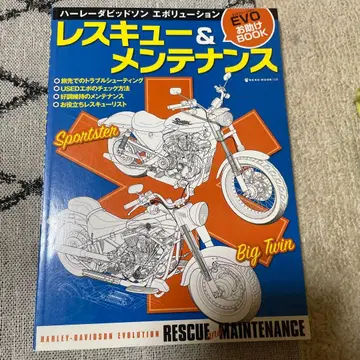 ハーレーダビッドソン エボリューション
EVO
お助け
BOOK
レスキュー&
メンテナンス
○旅先でのトラブルシューティング
○USEDエボのチェック方法
○好調維持のメンテナンス
○お役立ちレスキューリスト
Sportster
Big Twin
HARLEY-DAVIDSON EVOLUTION RESCUE and MAINTENANCE